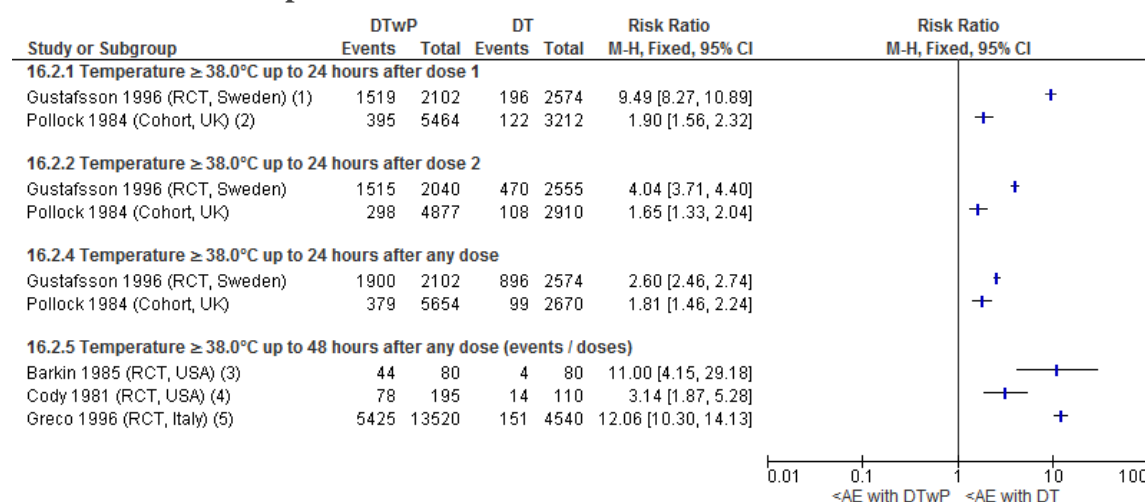 DTwP DT Risk Ratio Risk Ratio
Study or Subgroup Events Total Events Total M-H, Fixed, 95% CI M-H, Fixed, 95% CI
16.2.1 Temperature ≥ 38.0°C up to 24 hours after dose 1
Gustafsson 1996 (RCT, Sweden) (1) 1519 2102 196 2574 9.49 [8.27, 10.89]
Pollock 1984 (Cohort, UK) (2) 395 5464 122 3212 1.90 [1.56, 2.32]
16.2.2 Temperature ≥ 38.0°C up to 24 hours after dose 2
Gustafsson 1996 (RCT, Sweden) 1515 2040 470 2555 4.04 [3.71, 4.40]
Pollock 1984 (Cohort, UK) 298 4877 108 2910 1.65 [1.33, 2.04]
16.2.4 Temperature ≥ 38.0°C up to 24 hours after any dose
Gustafsson 1996 (RCT, Sweden) 1900 2102 896 2574 2.60 [2.46, 2.74]
Pollock 1984 (Cohort, UK) 379 5654 99 2670 1.81 [1.46, 2.24]
16.2.5 Temperature ≥ 38.0°C up to 48 hours after any dose (events / doses)
Barkin 1985 (RCT, USA) (3) 44 80 4 80 11.00 [4.15, 29.18]
Cody 1981 (RCT, USA) (4) 78 195 14 110 3.14 [1.87, 5.28]
Greco 1996 (RCT, Italy) (5) 5425 13520 151 4540 12.06 [10.30, 14.13]
0.01 0.1 1 10 100
<AE with DTwP <AE with DT